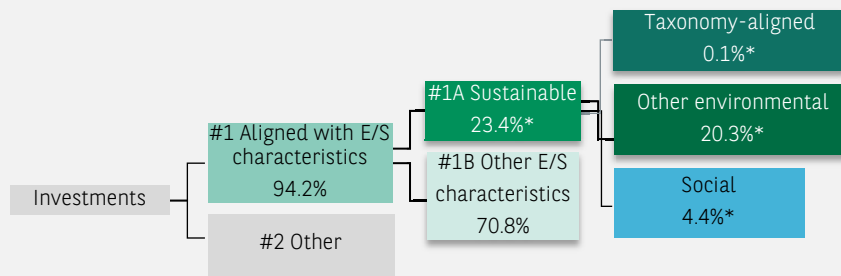 Investments
#1 Aligned with E/S
characteristics
94.2%
#2 Other
#1A Sustainable
23.4%*
#1B Other E/S
characteristics
70.8%
Taxonomy-aligned
0.1%*
Other environmental
20.3%*
Social
4.4%*